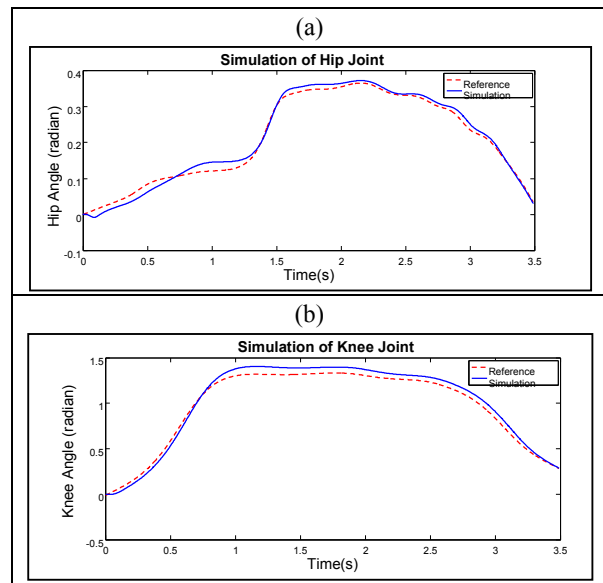 (a)
Simulation of Hip Joint
0.4
0.3
0.2
0.1
0
-0.1
Hip Angle (radian)
Reference
Simulation
0 0.5 1 1.5 2 2.5 3 3.5
Time(s)
(b)
Simulation of Knee Joint
1.5
1
0.5
0
-0.5
Knee Angle (radian)
Reference
Simulation
0 0.5 1 1.5 2 2.5 3 3.5
Time(s)